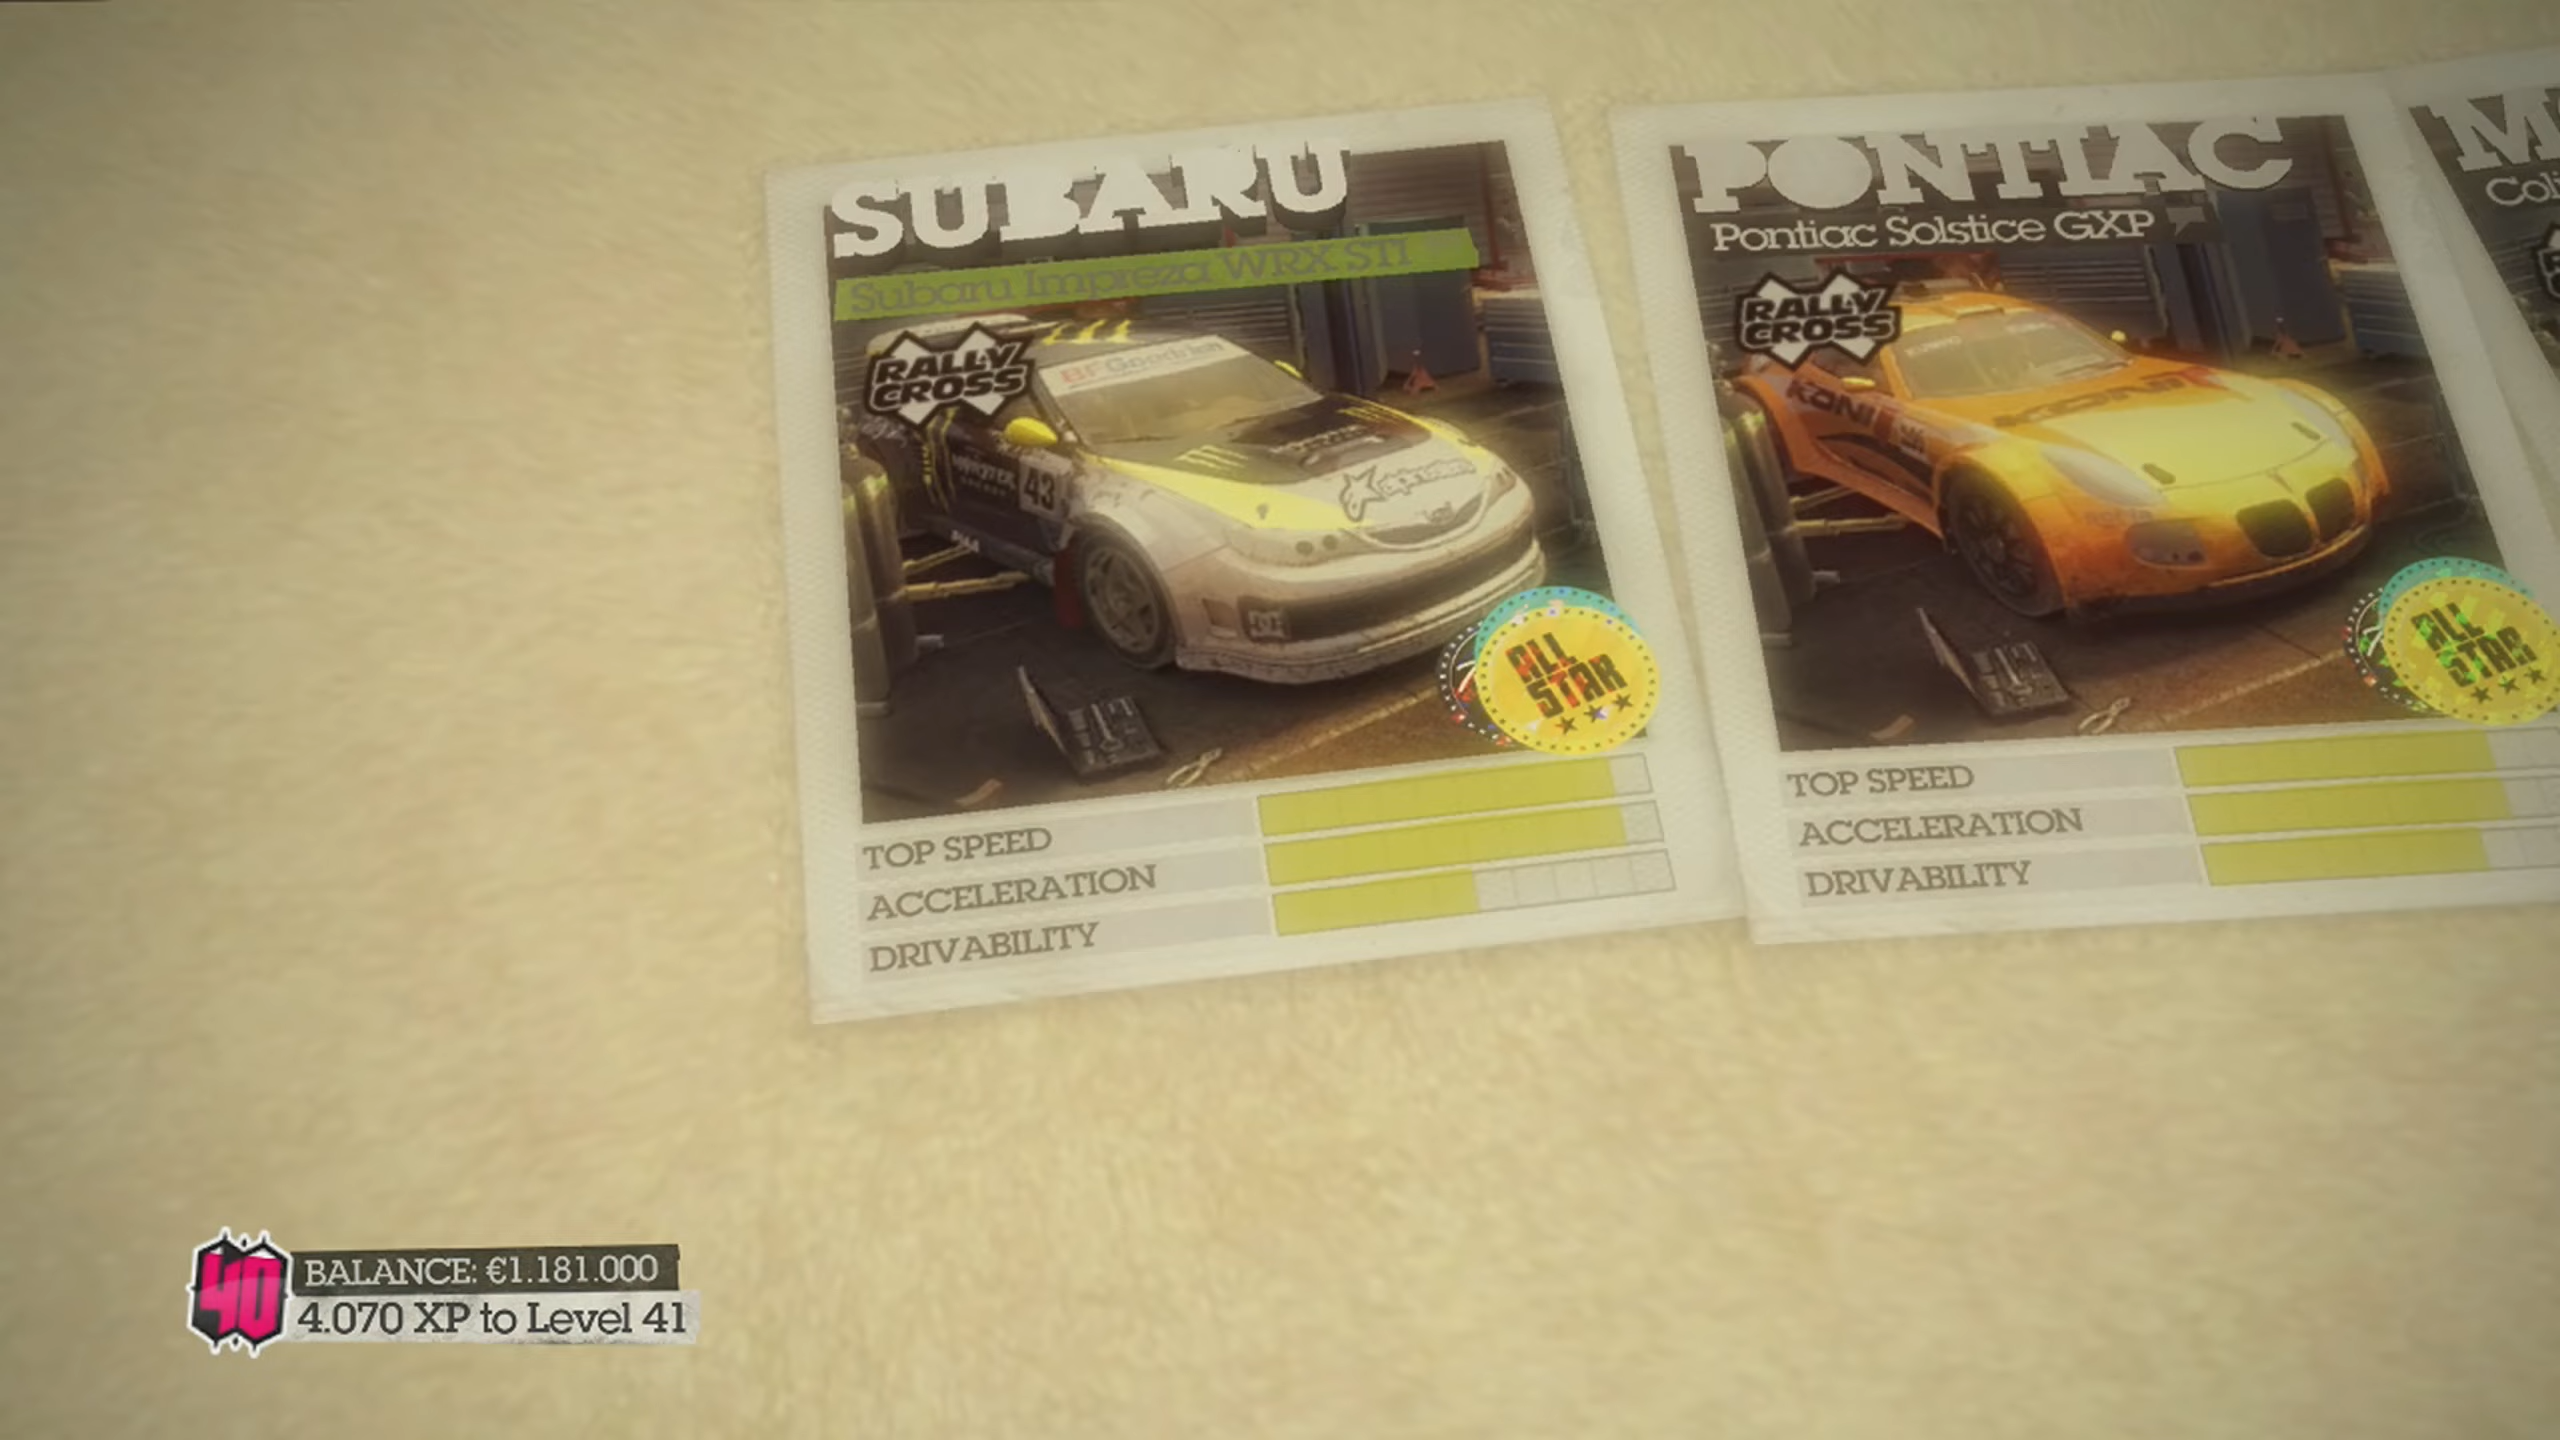 SUBARU
Subaru Impreza WRX STI
RALLY
CROSS
BFGoodrich
43
alpinestars
ALL
STAR
TOP SPEED
ACCELERATION
DRIVABILITY
PONTIAC
Pontiac Solstice GXP
RALLY
CROSS
KONI
KONI
ALL
STAR
TOP SPEED
ACCELERATION
DRIVABILITY
40
BALANCE: €1.181.000
4.070 XP to Level 41